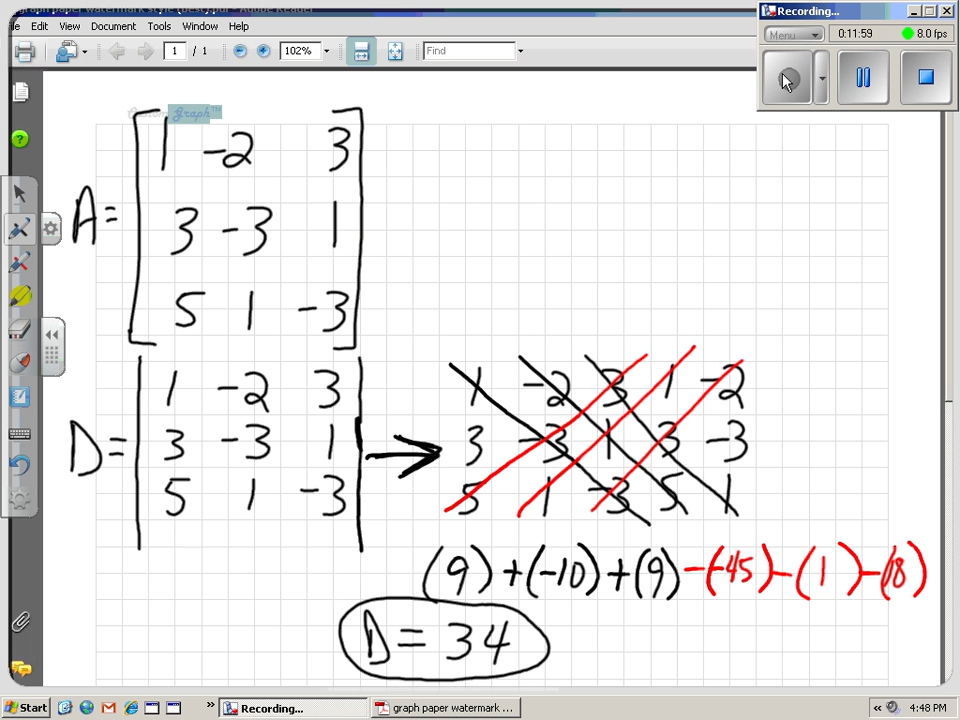 graph paper watermark style (best).pdf - Adobe Reader
Recording...
File Edit View Document Tools Window Help
Menu 0:11:59 8.0 fps
1 / 1 102% Find
Custom Graph™
A= 1 -2 3
3 -3 1
5 1 -3
D= 1 -2 3
3 -3 1
5 1 -3
1 -2 3 1 -2
3 -3 1 3 -3
5 1 -3 5 1
(9)+(-10)+(9)-(-45)-(1)-(18)
D=34
Start » Recording... graph paper watermark ... « 4:48 PM